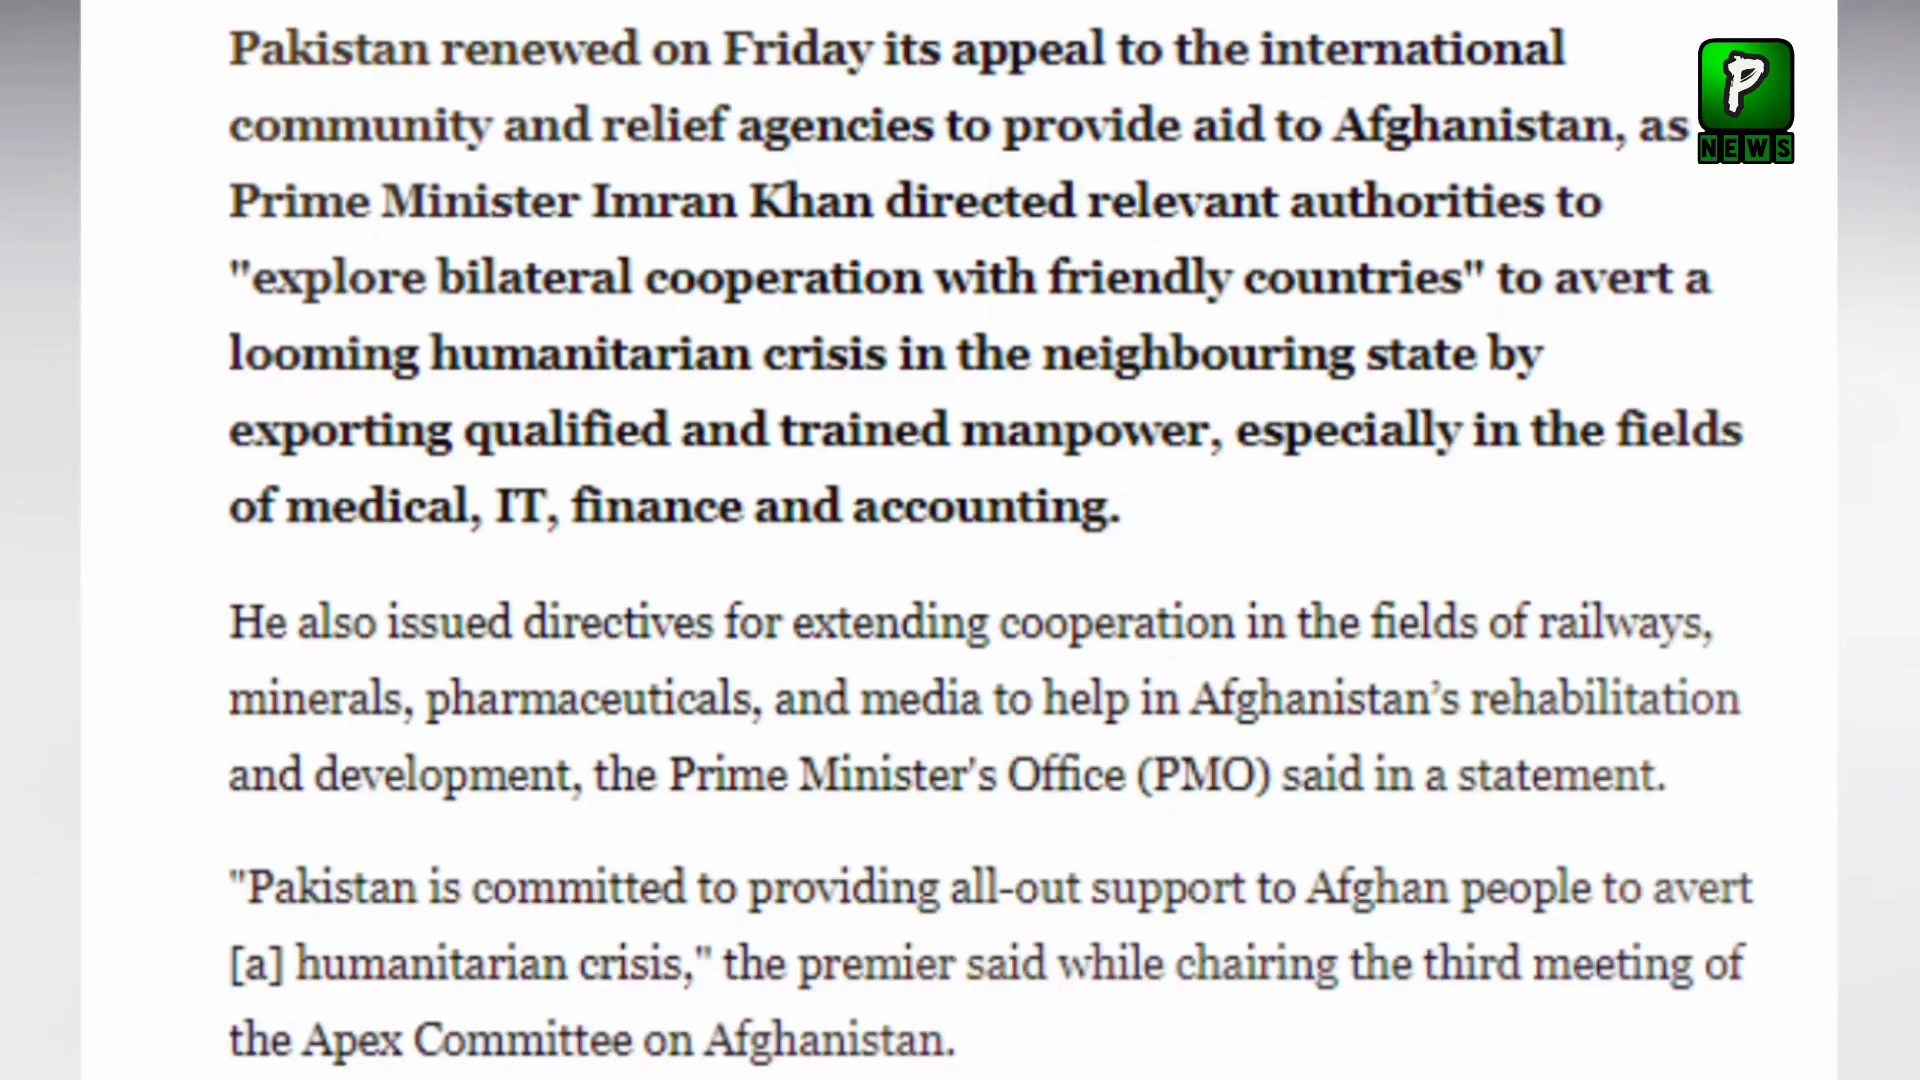 Pakistan renewed on Friday its appeal to the international
community and relief agencies to provide aid to Afghanistan, as
Prime Minister Imran Khan directed relevant authorities to
"explore bilateral cooperation with friendly countries" to avert a
looming humanitarian crisis in the neighbouring state by
exporting qualified and trained manpower, especially in the fields
of medical, IT, finance and accounting.
He also issued directives for extending cooperation in the fields of railways,
minerals, pharmaceuticals, and media to help in Afghanistan’s rehabilitation
and development, the Prime Minister's Office (PMO) said in a statement.
"Pakistan is committed to providing all-out support to Afghan people to avert
[a] humanitarian crisis," the premier said while chairing the third meeting of
the Apex Committee on Afghanistan.
P
NEWS